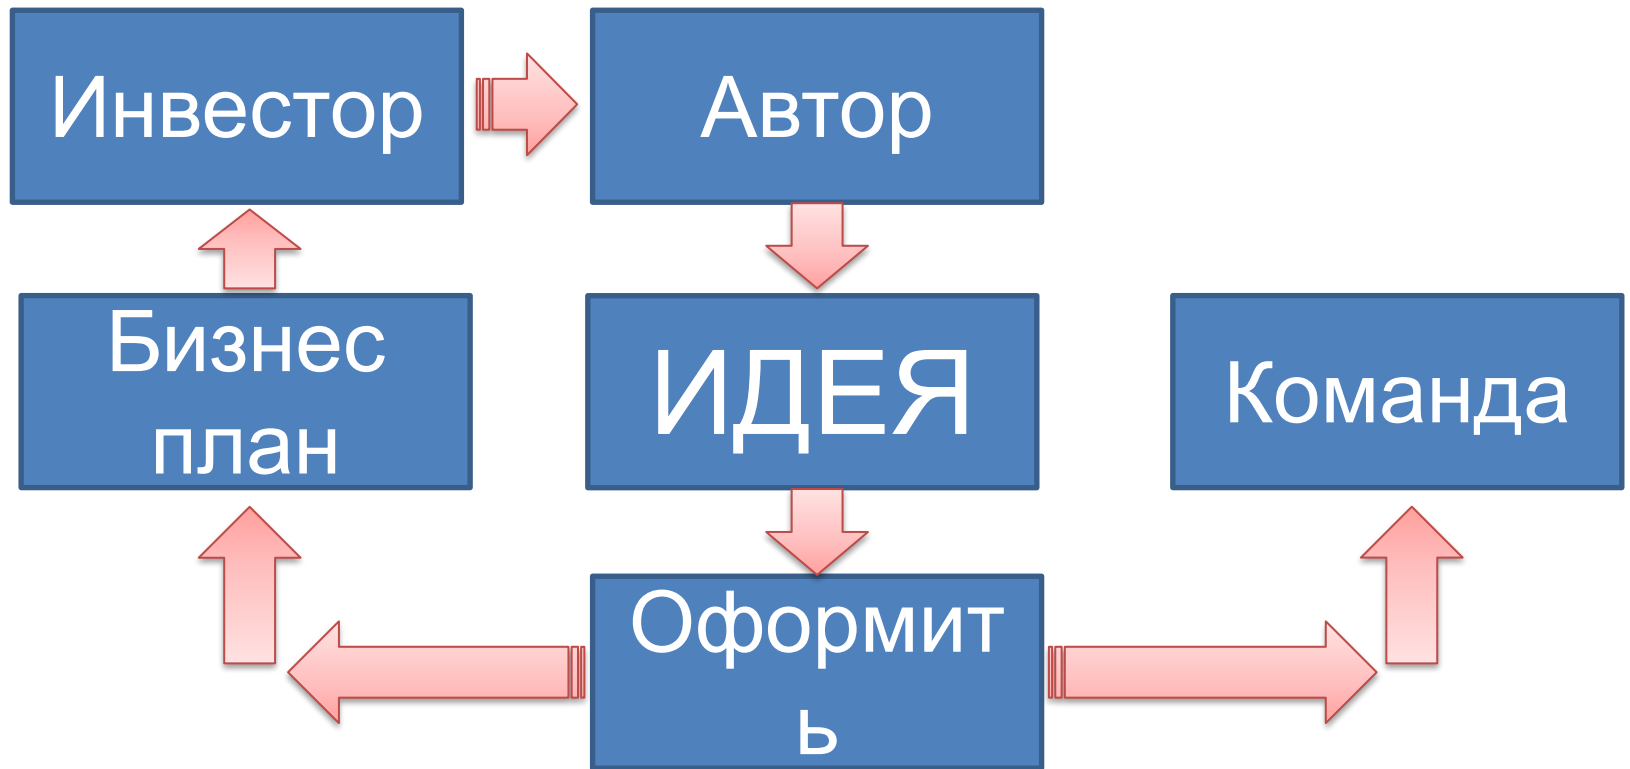 Инвестор
Автор
Бизнес
план
ИДЕЯ
Команда
Оформит
ь